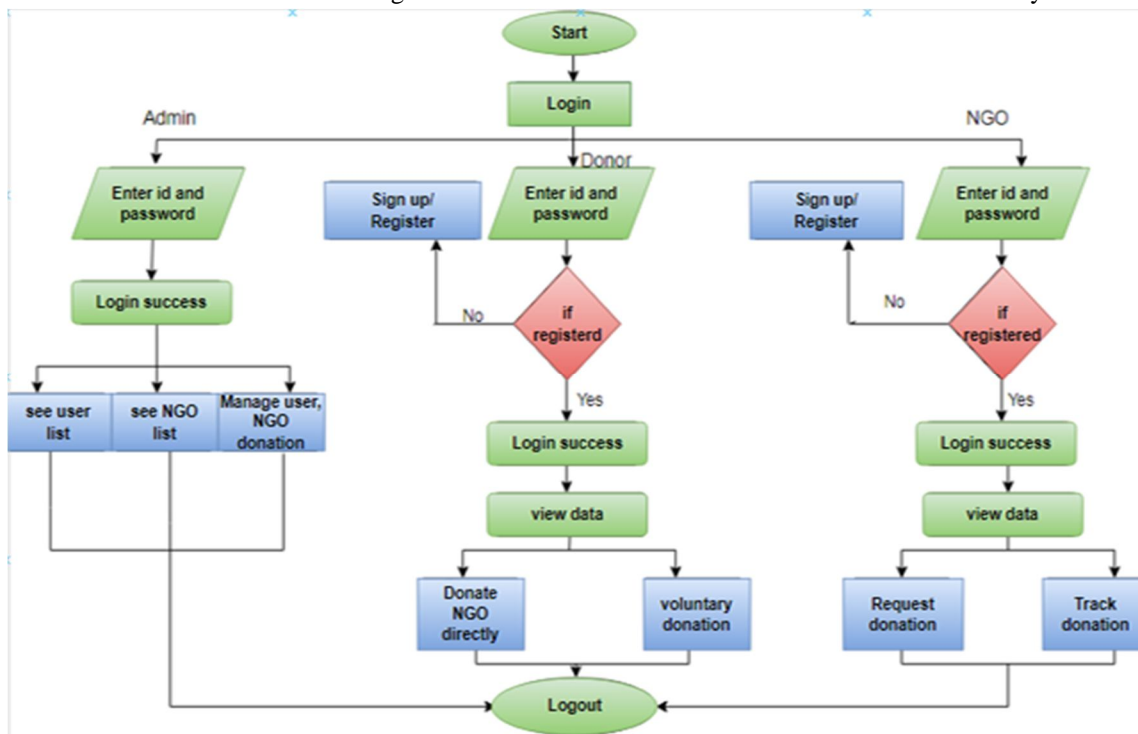 Start
Login
Admin
NGO
Donor
Enter id and
password
Sign up/
Register
Enter id and
password
Sign up/
Register
Enter id and
password
Login success
No
if
registerd
No
if
registered
see user
list
see NGO
list
Manage user,
NGO
donation
Yes
Yes
Login success
Login success
view data
view data
Donate
NGO
directly
voluntary
donation
Request
donation
Track
donation
Logout